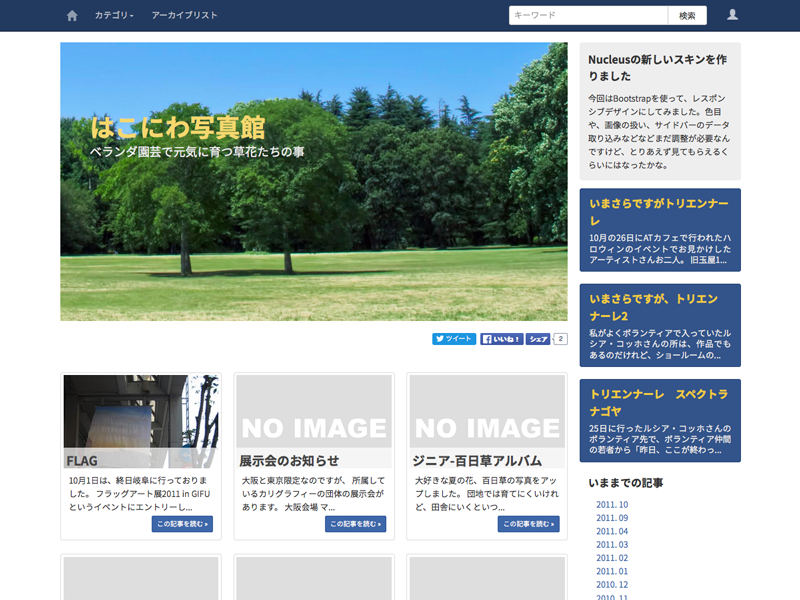 カテゴリ
アーカイブリスト
キーワード
検索
はこにわ写真館
ベランダ園芸で元気に育つ草花たちの事
ツイート
いいね！
シェア
2
FLAG
10月1日は、終日岐阜に行っておりま
した。 フラッグアート展2011 in GIFU
というイベントにエントリーし...
この記事を読む »
NO IMAGE
展示会のお知らせ
大阪と東京限定なのですが、 所属して
いるカリグラフィーの団体の展示会が
あります。 大阪会場 マ...
この記事を読む »
NO IMAGE
ジニア-百日草アルバム
大好きな夏の花、百日草の写真をアッ
プしました。 団地では育てにくいけれ
ど、田舎にいくといつ...
この記事を読む »
Nucleusの新しいスキンを作
りました
今回はBootstrapを使って、レスポン
シブデザインにしてみました。色目
や、画像の扱い、サイドバーのデータ
取り込みなどなどまだ調整が必要なん
ですけど、とりあえず見てもらえるく
らいにはなったかな。
いまさらですがトリエンナー
レ
10月の26日にATカフェで行われたハ
ロウィンのイベントでお見かけした
アーティストさんお二人。 旧玉屋1...
いまさらですが、トリエン
ナーレ2
私がよくボランティアで入っていたル
シア・コッホさんの所は、作品でも
あるのだけれど、ショールームの...
トリエンナーレ　スペクトラ
ナゴヤ
25日に行ったルシア・コッホさんの
ボランティア先で、ボランティア仲間
の若者から「昨日、ここが終わっ...
いままでの記事
2011. 10
2011. 09
2011. 04
2011. 03
2011. 02
2011. 01
2010. 12
2010. 11